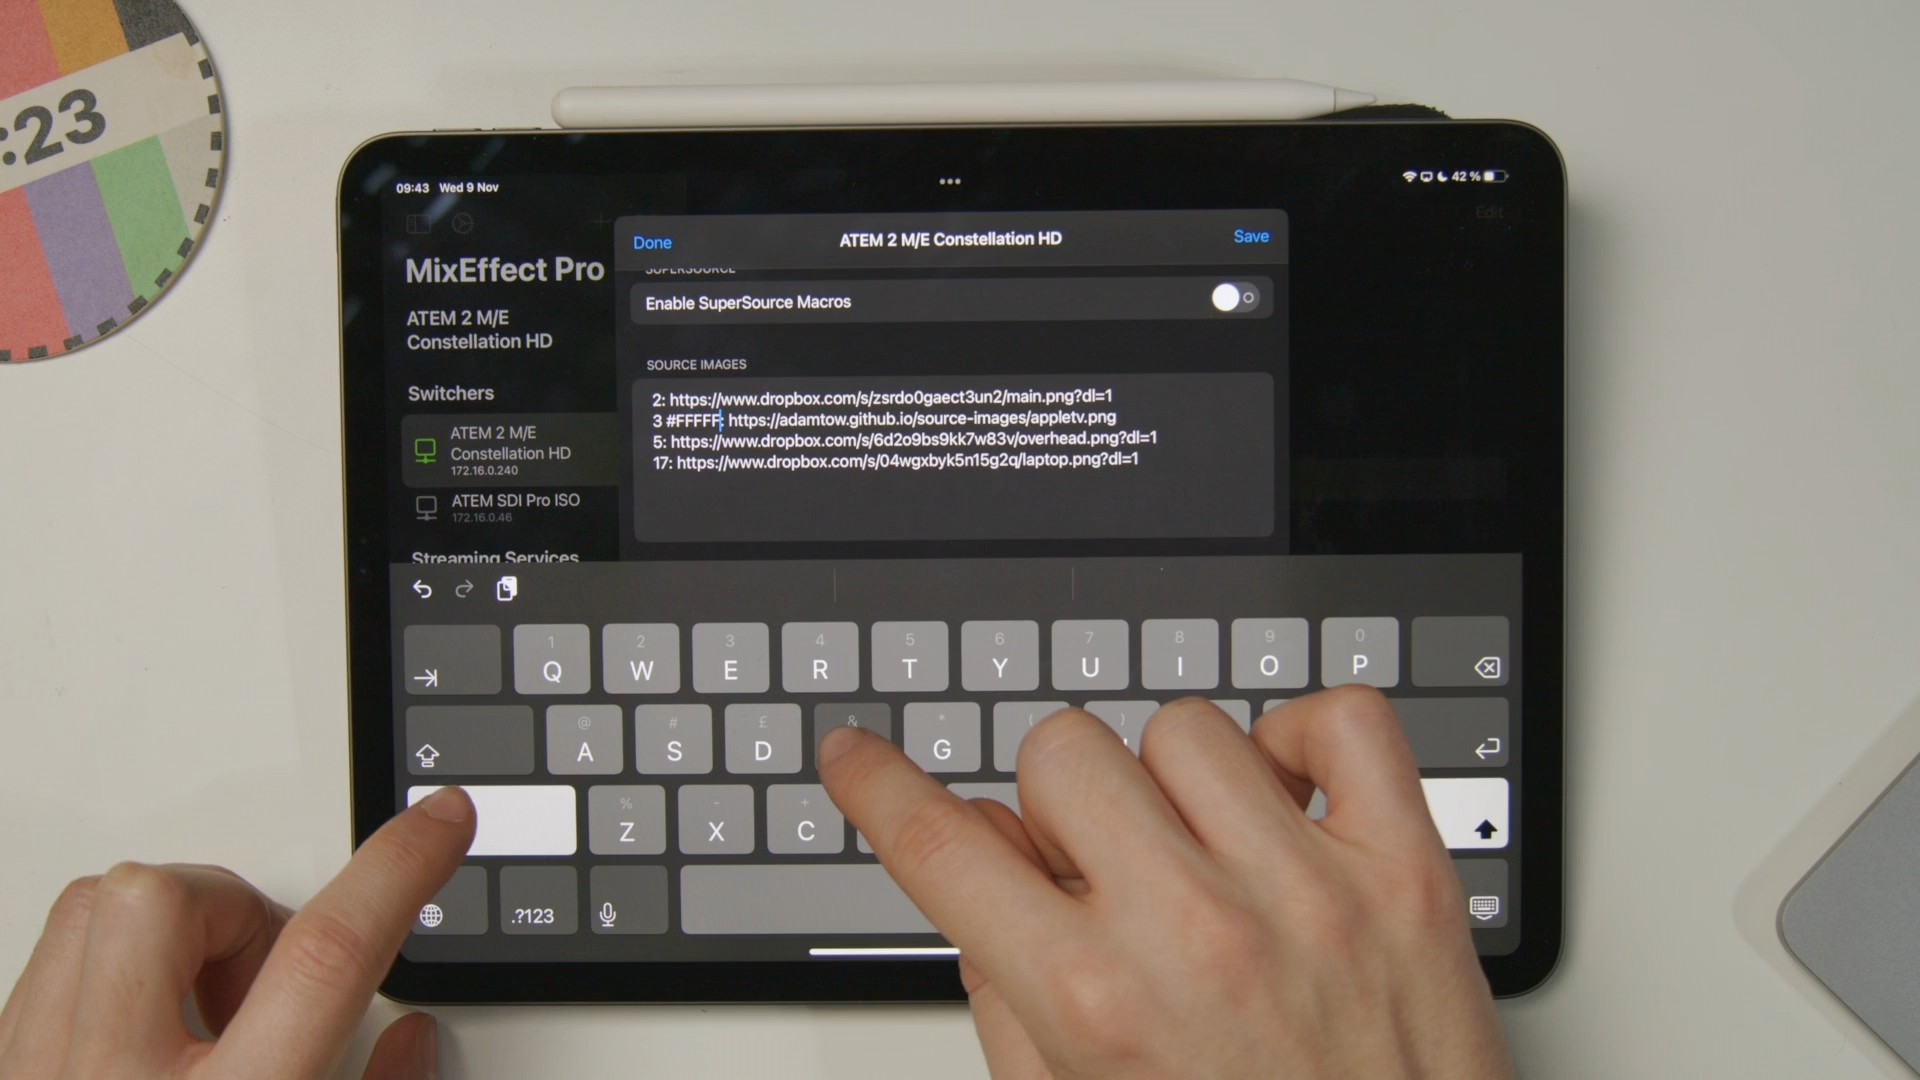 :23
09:43 Wed 9 Nov
42 %
Edit
MixEffect Pro
ATEM 2 M/E
Constellation HD
Switchers
ATEM 2 M/E
Constellation HD
172.16.0.240
ATEM SDI Pro ISO
172.16.0.46
Streaming Services
Done
ATEM 2 M/E Constellation HD
Save
SUPERSOURCE
Enable SuperSource Macros
SOURCE IMAGES
2: https://www.dropbox.com/s/zsrdo0gaect3un2/main.png?dl=1
3 #FFFFF: https://adamtow.github.io/source-images/appletv.png
5: https://www.dropbox.com/s/6d2o9bs9kk7w83v/overhead.png?dl=1
17: https://www.dropbox.com/s/04wgxbyk5n15g2q/laptop.png?dl=1
1 2 3 4 5 6 7 8 9 0
Q W E R T Y U I O P
@ # £ & * ( )
A S D G
% - +
Z X C
.?123